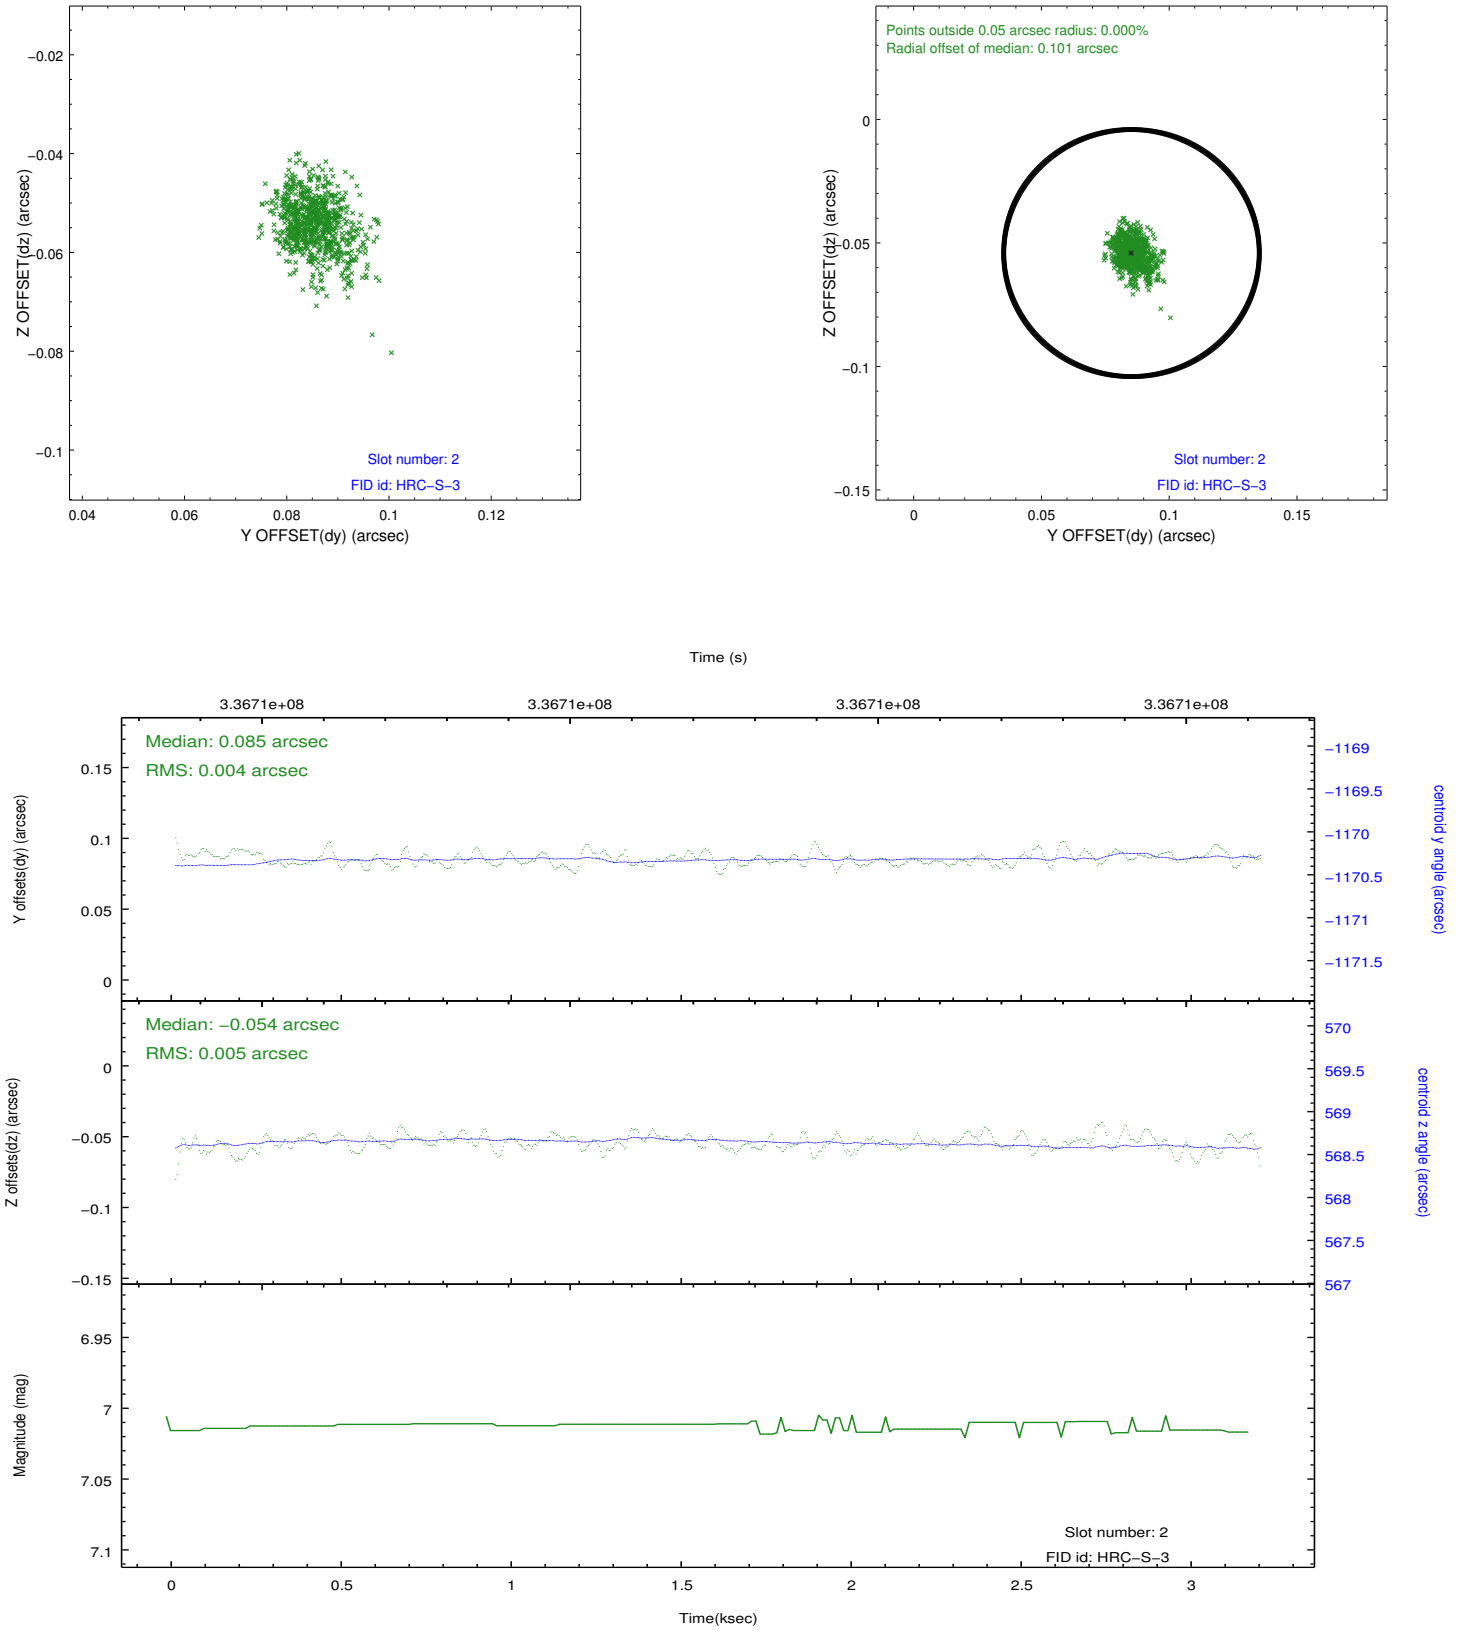 −0.02
−0.04
−0.06
−0.08
−0.1
Z OFFSET(dz) (arcsec)
Slot number: 2
FID id: HRC−S−3
0.04 0.06 0.08 0.1 0.12
Y OFFSET(dy) (arcsec)
Points outside 0.05 arcsec radius: 0.000%
Radial offset of median: 0.101 arcsec
0
−0.05
−0.1
−0.15
Z OFFSET(dz) (arcsec)
Slot number: 2
FID id: HRC−S−3
0 0.05 0.1 0.15
Y OFFSET(dy) (arcsec)
Time (s)
3.3671e+08 3.3671e+08 3.3671e+08 3.3671e+08
Median: 0.085 arcsec
RMS: 0.004 arcsec
0.15
0.1
0.05
0
Y offsets(dy) (arcsec)
−1169
−1169.5
−1170
−1170.5
−1171
−1171.5
centroid y angle (arcsec)
Median: −0.054 arcsec
RMS: 0.005 arcsec
0
−0.05
−0.1
−0.15
Z offsets(dz) (arcsec)
570
569.5
569
568.5
568
567.5
567
centroid z angle (arcsec)
6.95
7
7.05
7.1
Magnitude (mag)
Slot number: 2
FID id: HRC−S−3
0 0.5 1 1.5 2 2.5 3
Time(ksec)